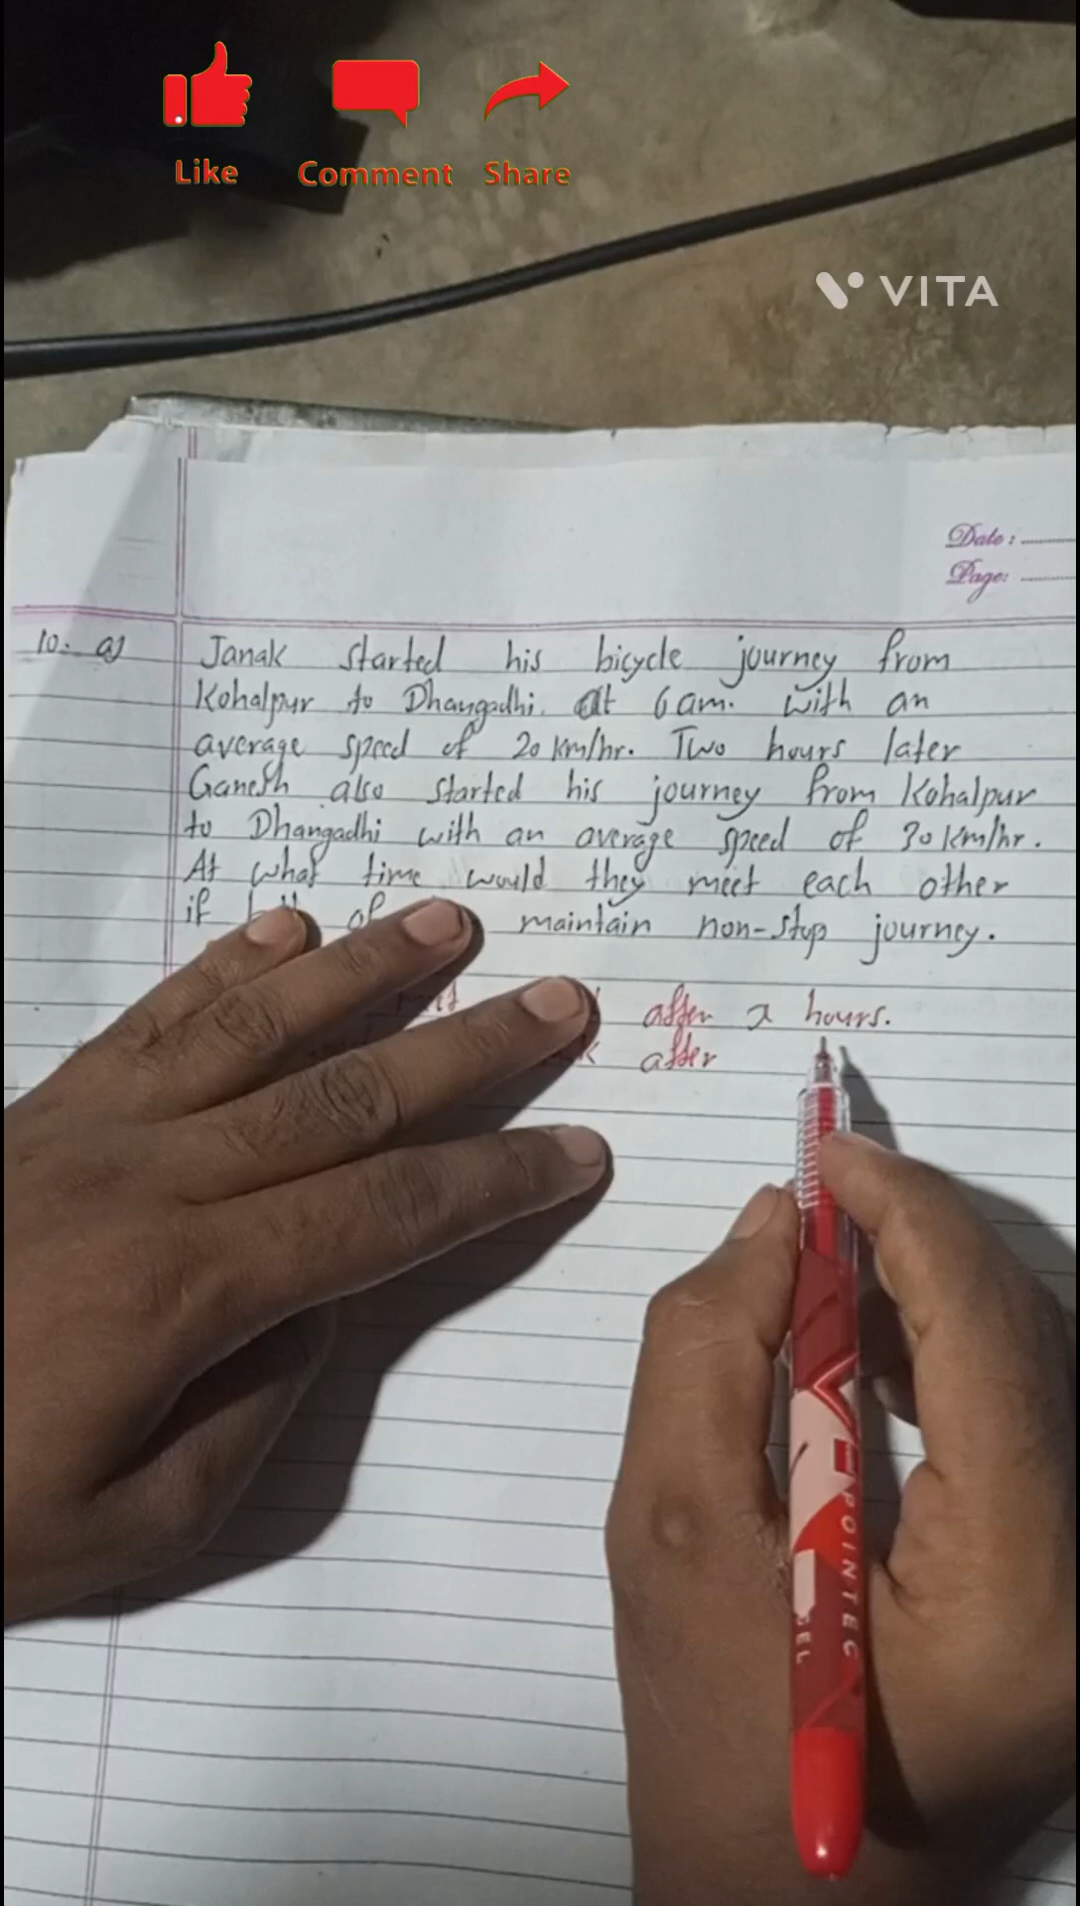 Like Comment Share
VITA
Date:
Page:
10. a) Janak started his bicycle journey from
Kohalpur to Dhangadhi. at 6 am. with an
average speed of 20 km/hr. Two hours later
Ganesh also started his journey from Kohalpur
to Dhangadhi with an average speed of 30 km/hr.
At what time would they meet each other
if of maintain non-stop journey.
after x hours.
after
POINTEC
GEL